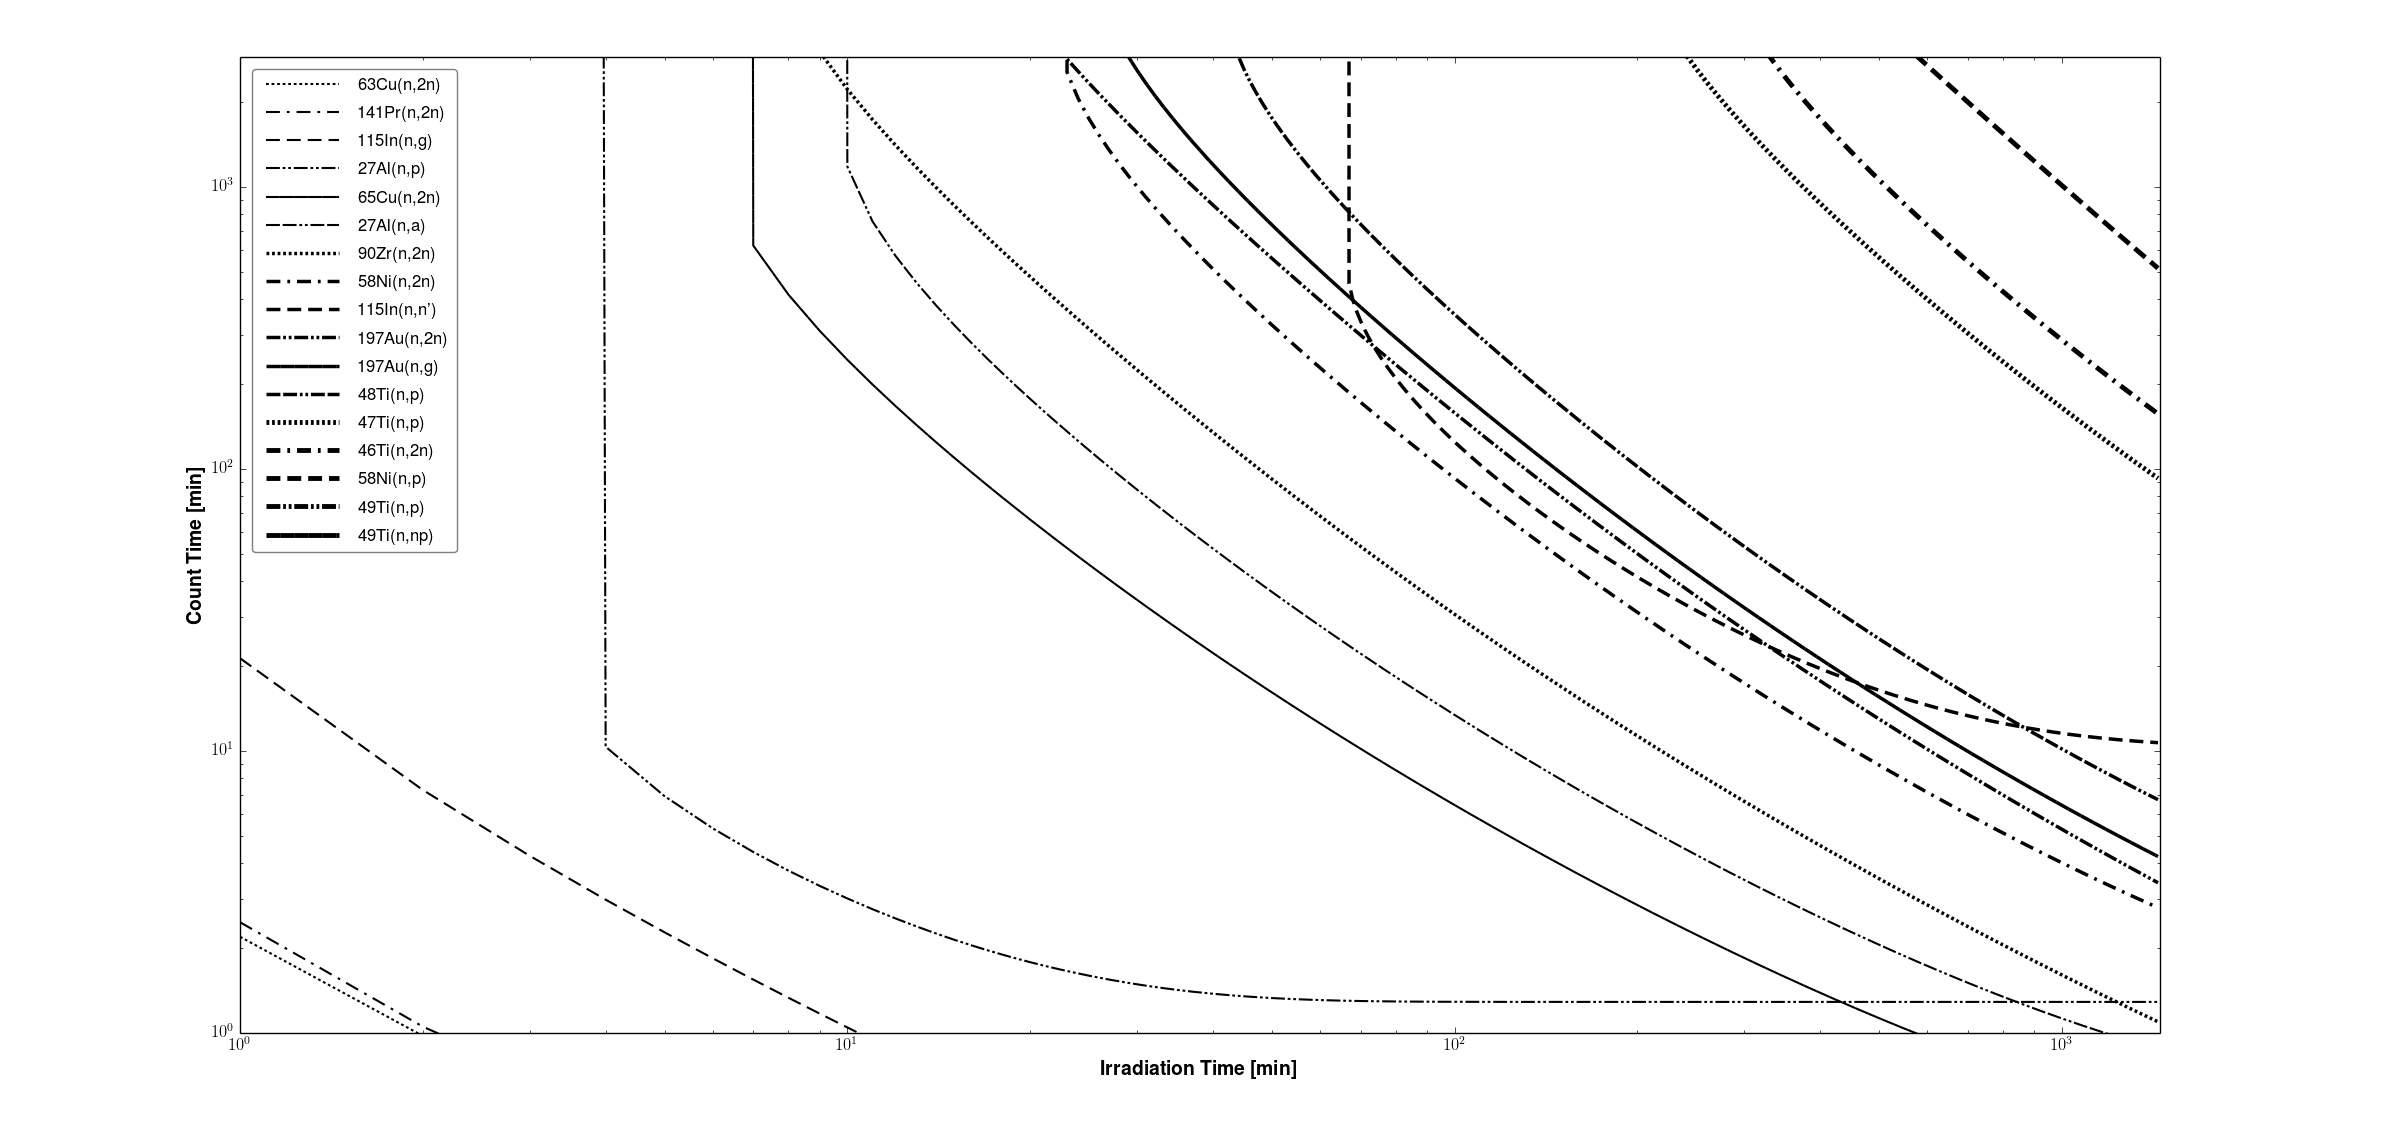 63Cu(n,2n)
141Pr(n,2n)
115In(n,g)
27Al(n,p)
65Cu(n,2n)
27Al(n,a)
90Zr(n,2n)
58Ni(n,2n)
115In(n,n')
197Au(n,2n)
197Au(n,g)
48Ti(n,p)
47Ti(n,p)
46Ti(n,2n)
58Ni(n,p)
49Ti(n,p)
49Ti(n,np)
Count Time [min]
10³
10²
10¹
10⁰
10⁰ 10¹ 10² 10³
Irradiation Time [min]